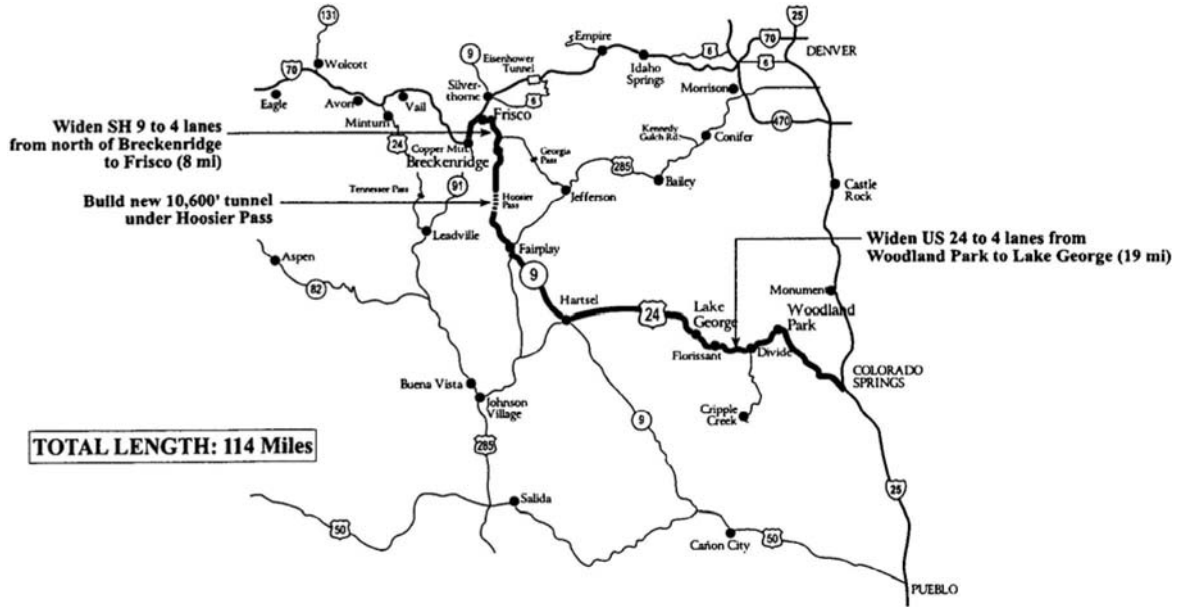 131
25
70
DENVER
Empire
9
Eisenhower
Tunnel
6
6
Idaho
Springs
Wolcott
70
Silver-
thorne
6
Morrison
Eagle
Avon
Vail
Minturn
Frisco
470
Widen SH 9 to 4 lanes
from north of Breckenridge
to Frisco (8 mi)
24
Copper Mtn.
Breckenridge
Georgia
Pass
Kennedy
Gulch Rd.
Conifer
285
Bailey
Tennessee Pass
91
Jefferson
Castle
Rock
Build new 10,600' tunnel
under Hoosier Pass
Hoosier
Pass
Leadville
Fairplay
Widen US 24 to 4 lanes from
Woodland Park to Lake George (19 mi)
Aspen
82
9
Hartsel
24
Lake
George
Monument
Woodland
Park
Florissant
Divide
COLORADO
SPRINGS
Buena Vista
Johnson
Village
Cripple
Creek
9
TOTAL LENGTH: 114 Miles
285
25
Salida
50
Cañon City
50
PUEBLO